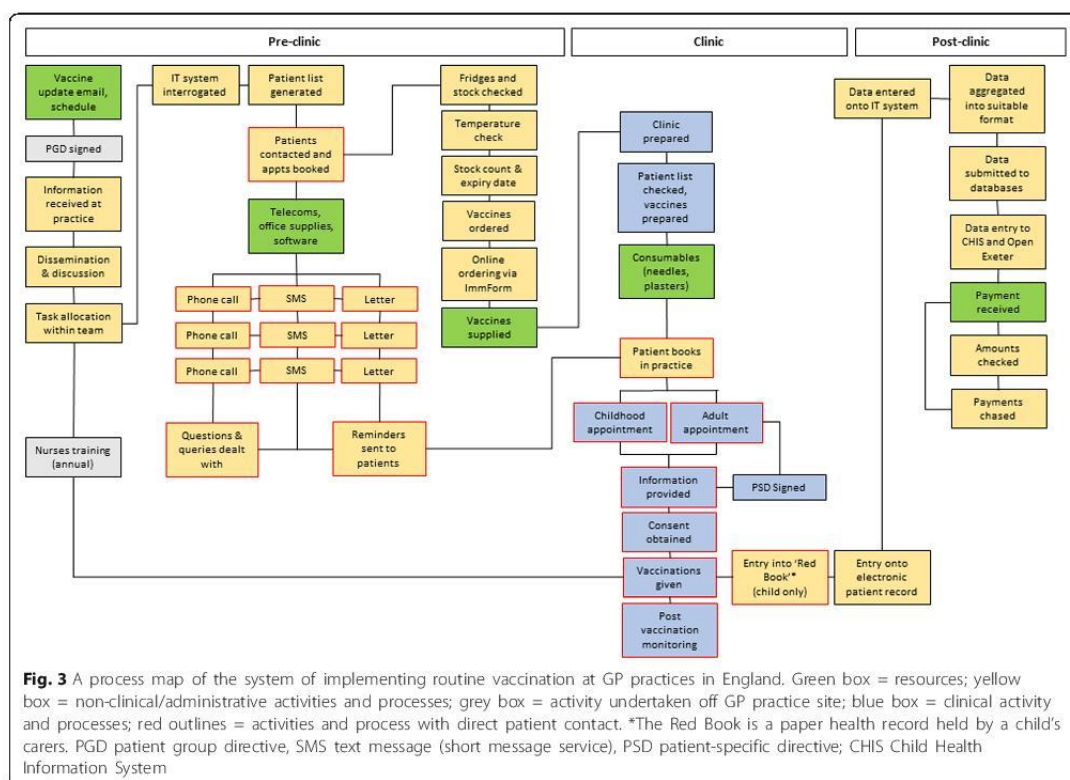 Pre-clinic
Clinic
Post-clinic
Vaccine
update email,
schedule
PGD signed
Information
received at
practice
Dissemination
& discussion
Task allocation
within team
Nurses training
(annual)
IT system
interrogated
Patient list
generated
Patients
contacted and
appts booked
Telecoms,
office supplies,
software
Phone call
SMS
Letter
Phone call
SMS
Letter
Phone call
SMS
Letter
Questions &
queries dealt
with
Reminders
sent to
patients
Fridges and
stock checked
Temperature
check
Stock count &
expiry date
Vaccines
ordered
Online
ordering via
ImmForm
Vaccines
supplied
Clinic
prepared
Patient list
checked,
vaccines
prepared
Consumables
(needles,
plasters)
Patient books
in practice
Childhood
appointment
Adult
appointment
Information
provided
PSD Signed
Consent
obtained
Vaccinations
given
Entry into 'Red
Book'*
(child only)
Entry onto
electronic
patient record
Post
vaccination
monitoring
Data entered
onto IT system
Data
aggregated
into suitable
format
Data
submitted to
databases
Data entry to
CHIS and Open
Exeter
Payment
received
Amounts
checked
Payments
chased
Fig. 3 A process map of the system of implementing routine vaccination at GP practices in England. Green box = resources; yellow
box = non-clinical/administrative activities and processes; grey box = activity undertaken off GP practice site; blue box = clinical activity
and processes; red outlines = activities and process with direct patient contact. *The Red Book is a paper health record held by a child's
carers. PGD patient group directive, SMS text message (short message service), PSD patient-specific directive; CHIS Child Health
Information System